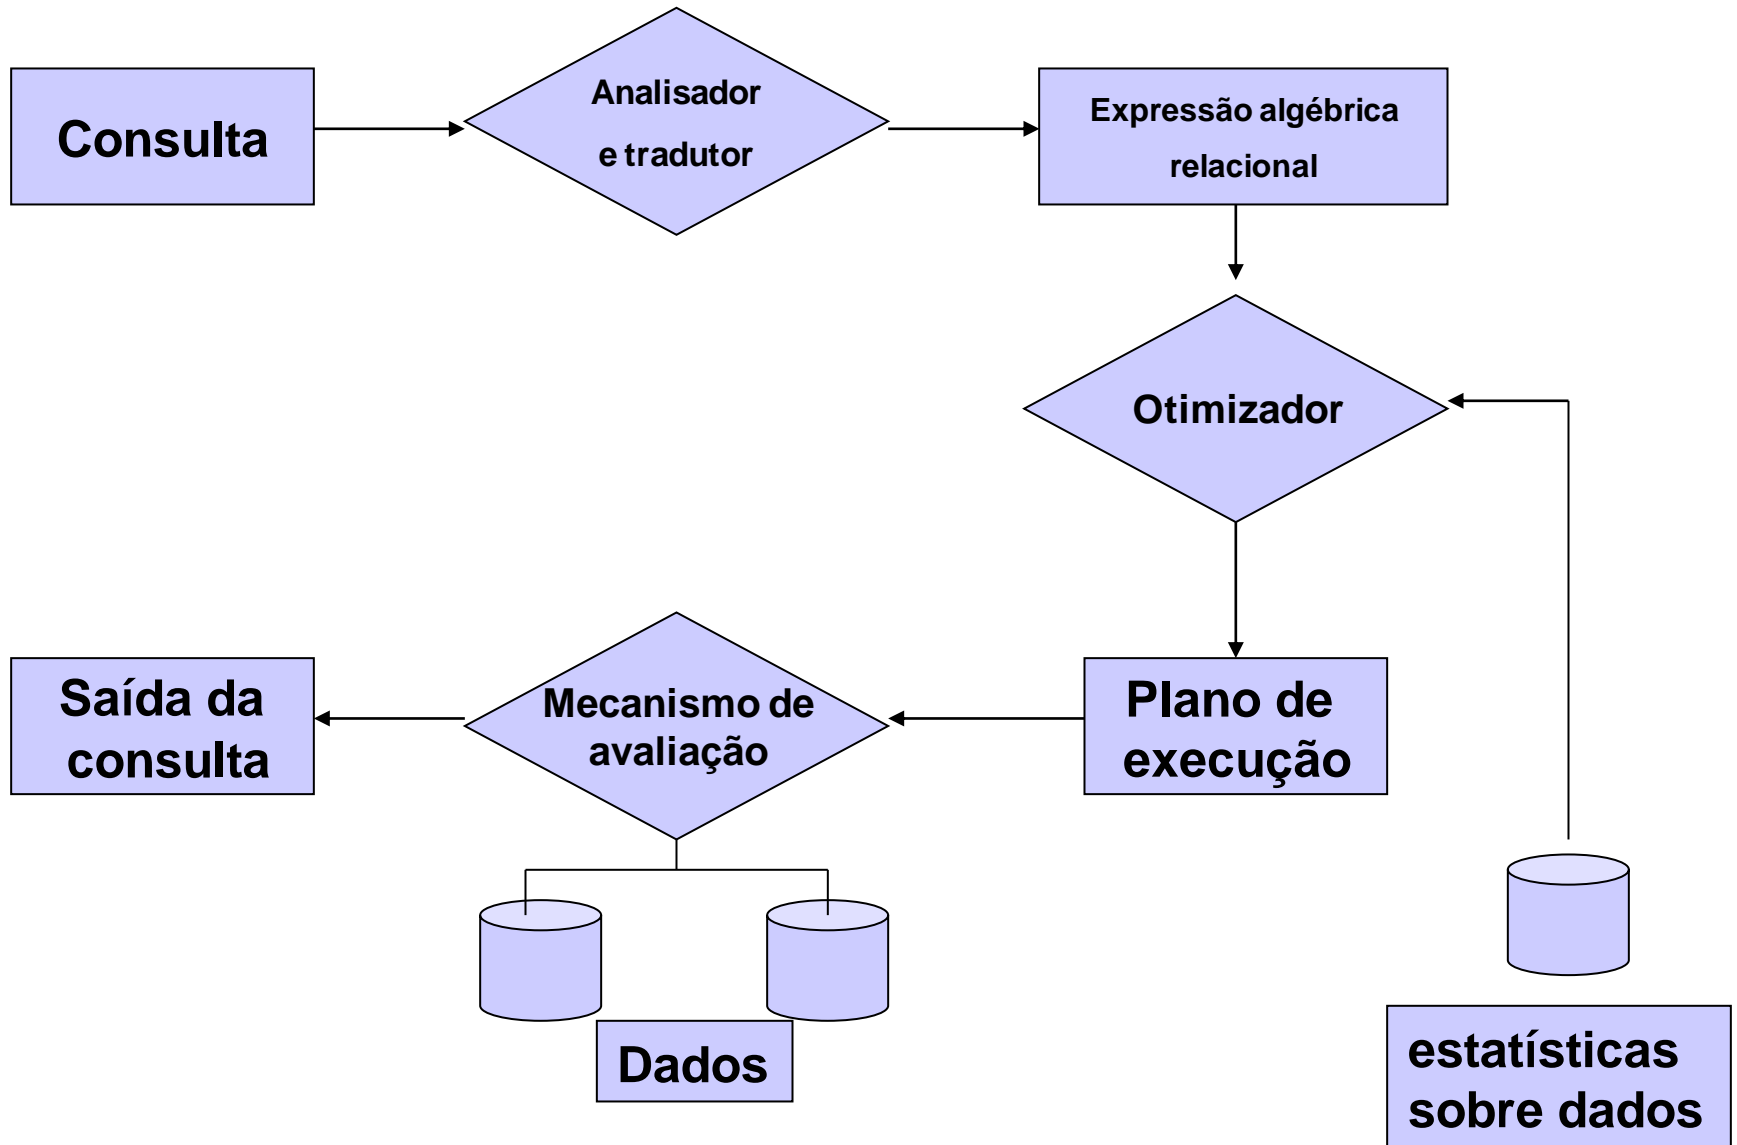 Consulta
Analisador
e tradutor
Expressão algébrica
relacional
Otimizador
Saída da
consulta
Mecanismo de
avaliação
Plano de
execução
Dados
estatísticas
sobre dados